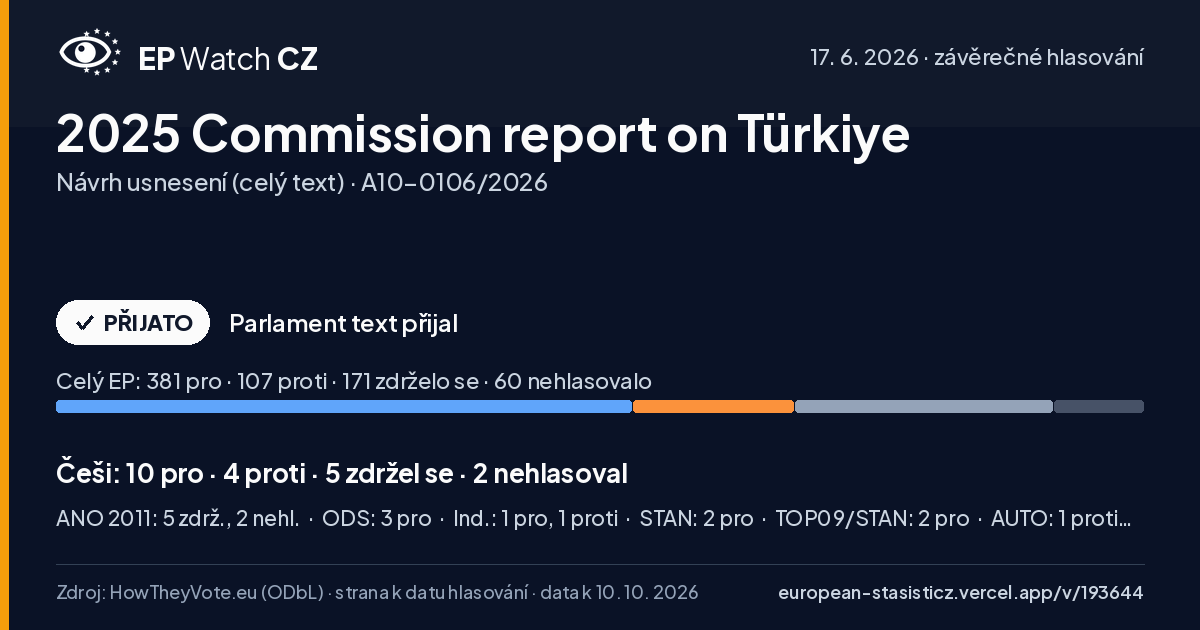 EP Watch CZ
17. 6. 2026 · závěrečné hlasování
2025 Commission report on Türkiye
Návrh usnesení (celý text) · A10–0106/2026
✓ PŘIJATO
Parlament text přijal
Celý EP: 381 pro · 107 proti · 171 zdrželo se · 60 nehlasovalo
Češi: 10 pro · 4 proti · 5 zdržel se · 2 nehlasoval
ANO 2011: 5 zdrž., 2 nehl. · ODS: 3 pro · Ind.: 1 pro, 1 proti · STAN: 2 pro · TOP09/STAN: 2 pro · AUTO: 1 proti…
Zdroj: HowTheyVote.eu (ODbL) · strana k datu hlasování · data k 10. 10. 2026
european-stasisticz.vercel.app/v/193644